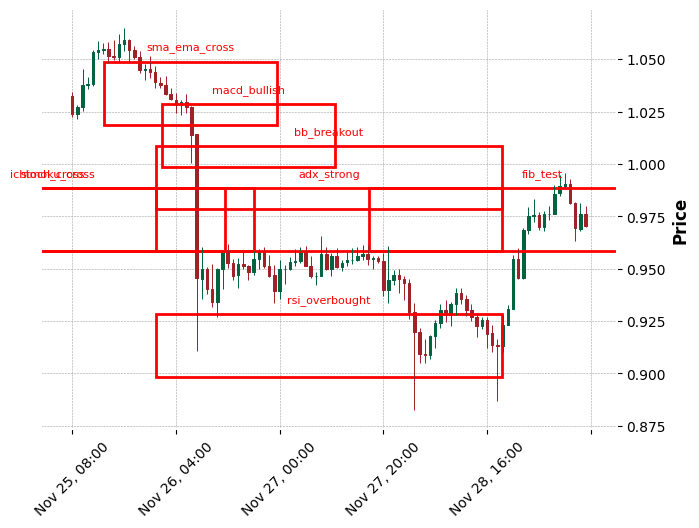 sma_ema_cross
macd_bullish
bb_breakout
adx_strong
fib_test
rsi_overbought
1.050
1.025
1.000
0.975
0.950
0.925
0.900
0.875
Price
Nov 25, 08:00
Nov 26, 04:00
Nov 27, 00:00
Nov 27, 20:00
Nov 28, 16:00